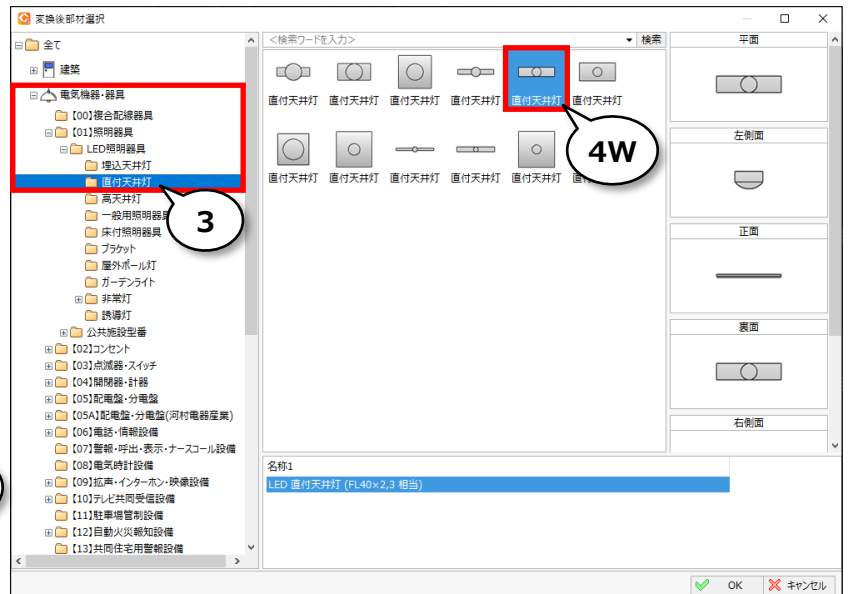 変換後部材選択
全て
建築
電気機器・器具
【00】複合配線器具
【01】照明器具
LED照明器具
埋込天井灯
直付天井灯
高天井灯
一般用照明器具
床付照明器具
ブラケット
屋外ポール灯
ガーデンライト
非常灯
誘導灯
公共施設型番
【02】コンセント
【03】点滅器・スイッチ
【04】開閉器・計器
【05】配電盤・分電盤
【05A】配電盤・分電盤(河村電器産業)
【06】電話・情報設備
【07】警報・呼出・表示・ナースコール設備
【08】電気時計設備
【09】拡声・インターホン・映像設備
【10】テレビ共同受信設備
【11】駐車場管制設備
【12】自動火災報知設備
【13】共同住宅用警報設備
3
<検索ワードを入力>
検索
直付天井灯 直付天井灯 直付天井灯 直付天井灯 直付天井灯 直付天井灯
直付天井灯 直付天井灯 直付天井灯 直付天井灯 直付天井灯
4W
名称1
LED 直付天井灯 (FL40×2,3 相当)
平面
左側面
正面
裏面
右側面
OK
キャンセル